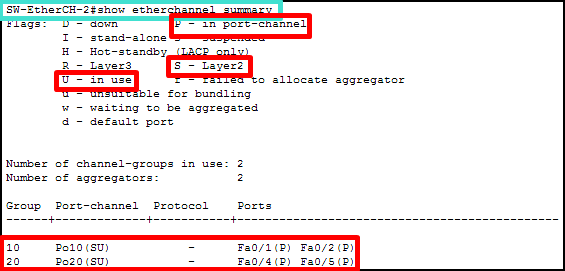 SW-EtherCH-2#show etherchannel summary
Flags:  D - down        P - in port-channel
        I - stand-alone s - suspended
        H - Hot-standby (LACP only)
        R - Layer3      S - Layer2
        U - in use      f - failed to allocate aggregator
        u - unsuitable for bundling
        w - waiting to be aggregated
        d - default port
Number of channel-groups in use: 2
Number of aggregators:           2
Group  Port-channel  Protocol    Ports
------+-------------+-----------+----------------------------------------------
10     Po10(SU)           -      Fa0/1(P) Fa0/2(P)
20     Po20(SU)           -      Fa0/4(P) Fa0/5(P)